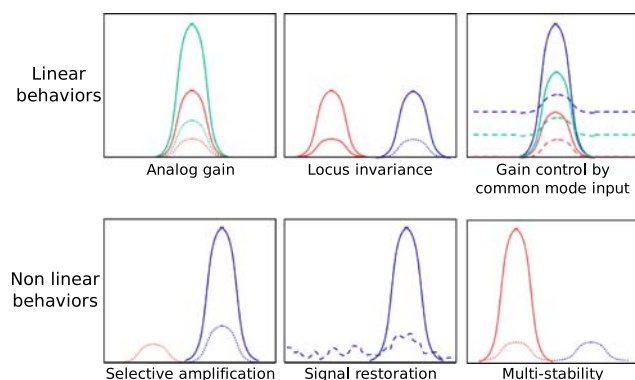 Linear
behaviors
Analog gain
Locus invariance
Gain control by
common mode input
Non linear
behaviors
Selective amplification
Signal restoration
Multi-stability